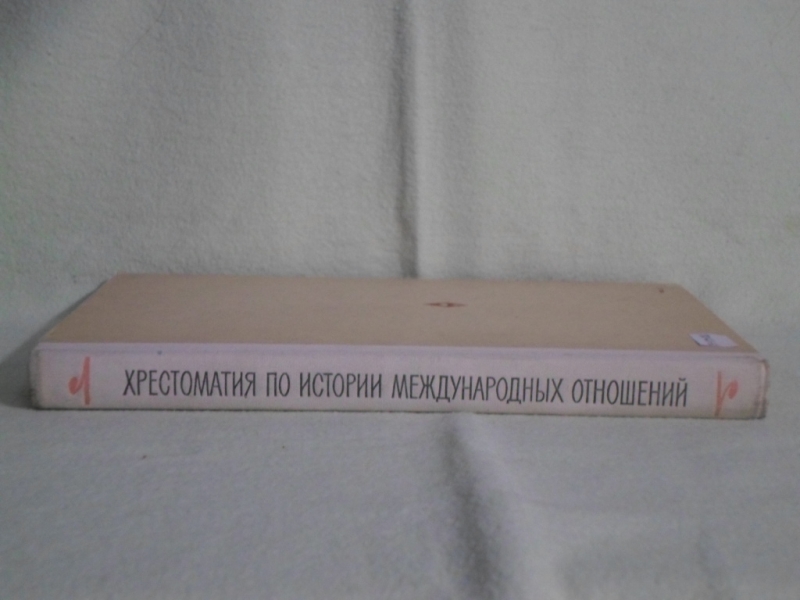 ХРЕСТОМАТИЯ ПО ИСТОРИИ МЕЖДУНАРОДНЫХ ОТНОШЕНИЙ